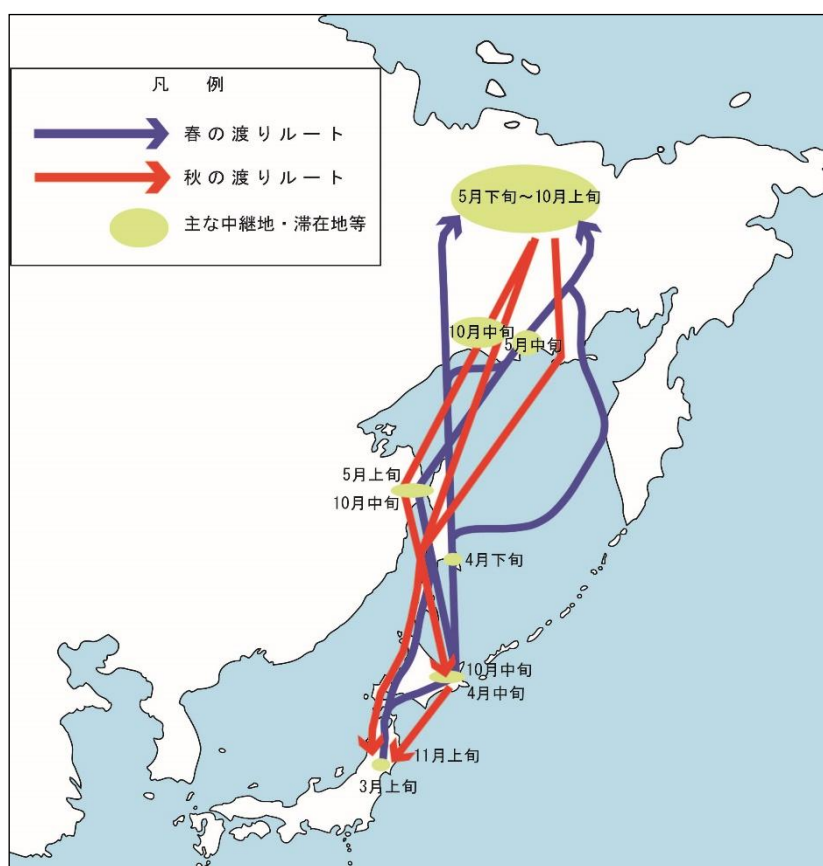 凡 例
春の渡りルート
秋の渡りルート
主な中継地・滞在地等
5月下旬～10月上旬
10月中旬
5月中旬
5月上旬
10月中旬
4月下旬
10月中旬
4月中旬
11月上旬
3月上旬